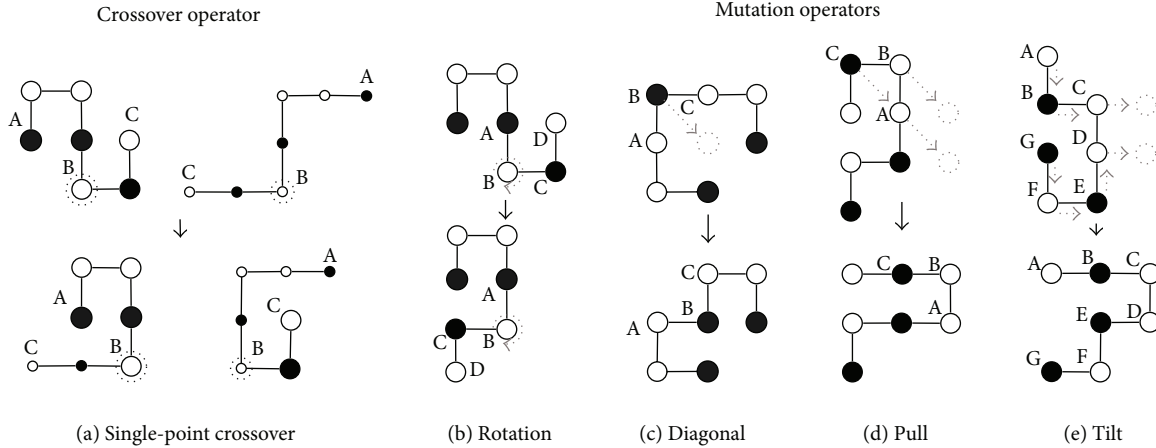 Crossover operator
Mutation operators
A
C
B
A
C
B
A
B
C
A
C
B
A
D
B
C
A
C
B
D
B
C
A
C
B
A
C
B
A
C
B
A
A
B
C
D
G
F
E
A
B
C
E
D
G
F
(a) Single-point crossover
(b) Rotation
(c) Diagonal
(d) Pull
(e) Tilt